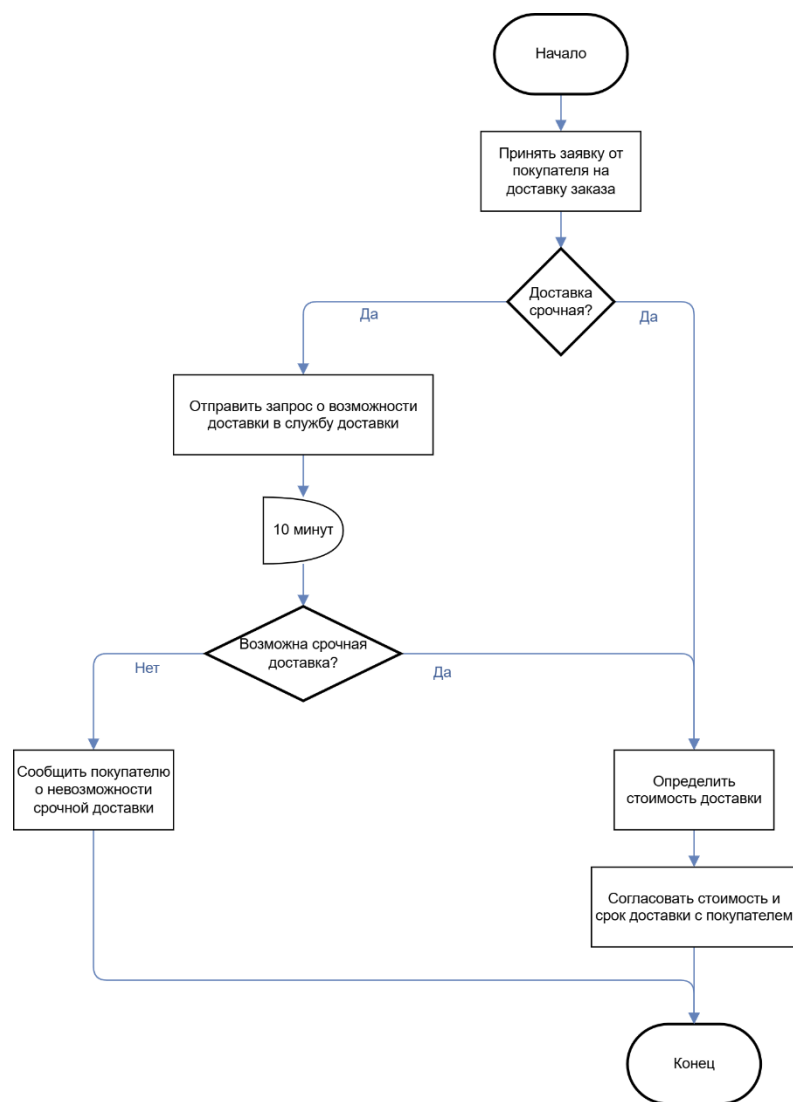 Начало
Принять заявку от
покупателя на
доставку заказа
Доставка
срочная?
Да
Да
Отправить запрос о возможности
доставки в службу доставки
10 минут
Возможна срочная
доставка?
Нет
Да
Сообщить покупателю
о невозможности
срочной доставки
Определить
стоимость доставки
Согласовать стоимость и
срок доставки с покупателем
Конец